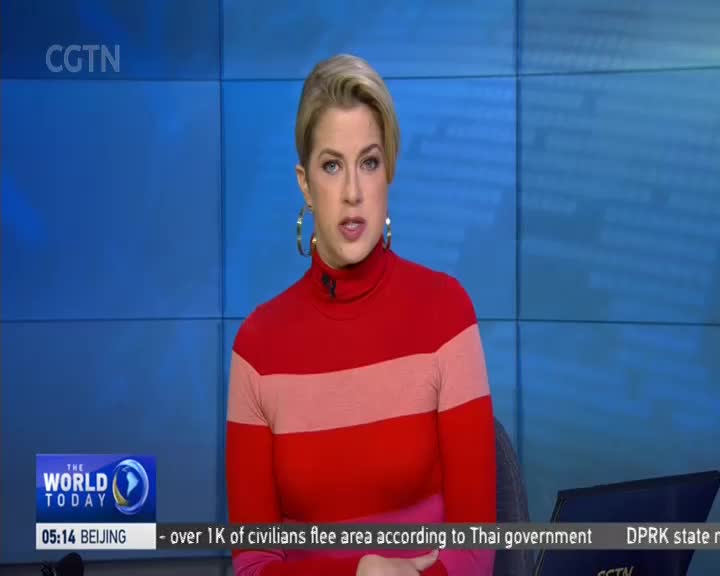 CGTN
THE
WORLD
TODAY
05:14 BEIJING
- over 1K of civilians flee area according to Thai government DPRK state
CGTN